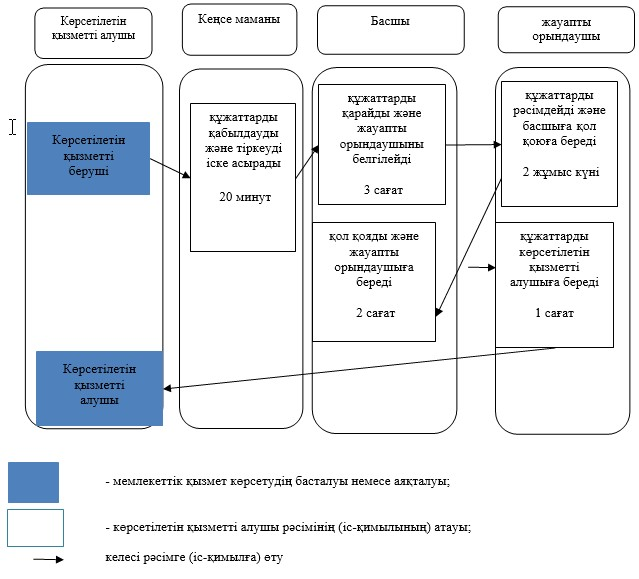 Көрсетілетін
қызметті алушы
Кеңсе маманы
Басшы
жауапты
орындаушы
Көрсетілетін
қызметті
беруші
құжаттарды
қабылдауды
және тіркеуді
іске асырады
20 минут
құжаттарды
қарайды және
жауапты
орындаушыны
белгілейді
3 сағат
құжаттарды
рәсімдейді және
басшыға қол
қоюға береді
2 жұмыс күні
қол қояды және
жауапты
орындаушыға
береді
2 сағат
құжаттарды
көрсетілетін
қызметті
алушыға береді
1 сағат
Көрсетілетін
қызметті
алушы
- мемлекеттік қызмет көрсетудің басталуы немесе аяқталуы;
- көрсетілетін қызметті алушы рәсімінің (іс-қимылының) атауы;
келесі рәсімге (іс-қимылға) өту